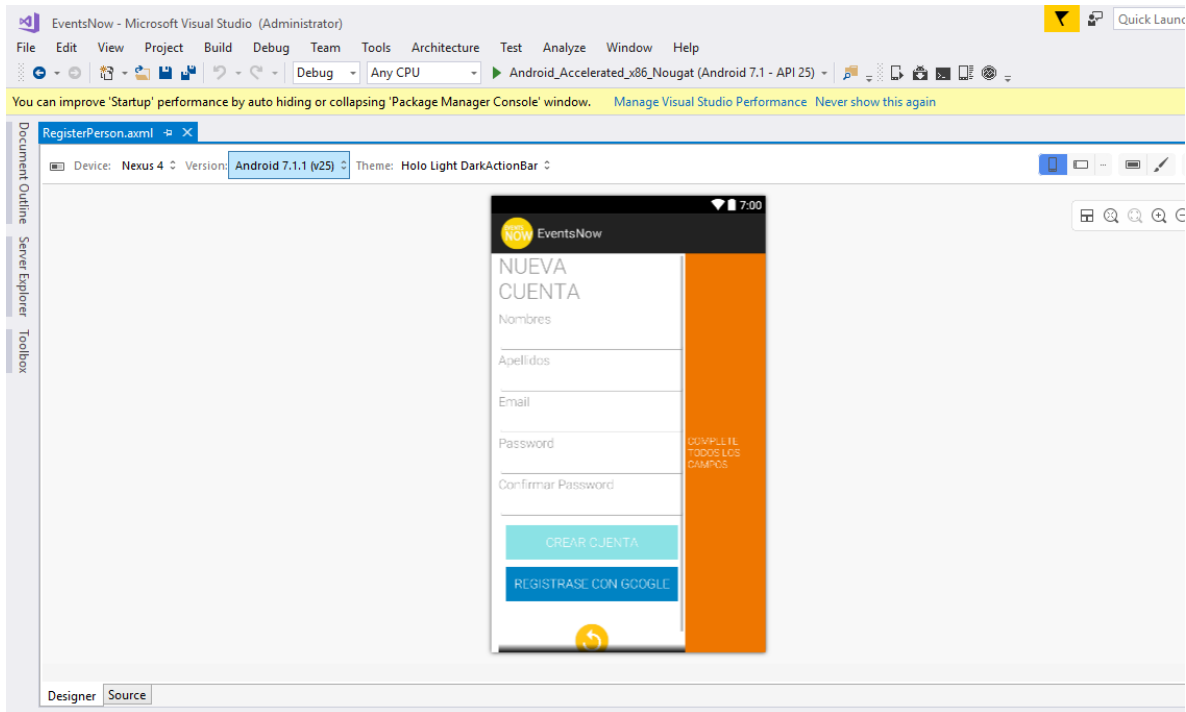 EventsNow - Microsoft Visual Studio (Administrator)
Quick Launc
File Edit View Project Build Debug Team Tools Architecture Test Analyze Window Help
Debug Any CPU Android_Accelerated_x86_Nougat (Android 7.1 - API 25)
You can improve 'Startup' performance by auto hiding or collapsing 'Package Manager Console' window. Manage Visual Studio Performance Never show this again
Document Outline
Server Explorer
Toolbox
RegisterPerson.axml
Device: Nexus 4 Version: Android 7.1.1 (v25) Theme: Holo Light DarkActionBar
7:00
EVENTS
NOW
EventsNow
NUEVA
CUENTA
Nombres
Apellidos
Email
Password
Confirmar Password
COMPLETE
TODOS LOS
CAMPOS
CREAR CUENTA
REGISTRASE CON GOOGLE
Designer Source